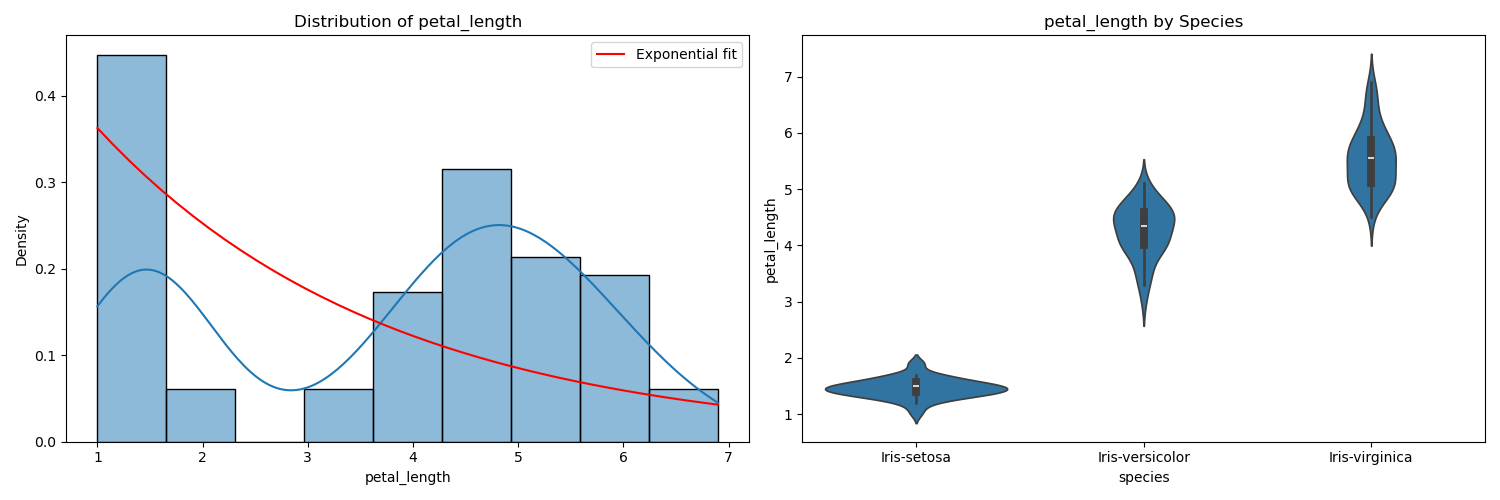 Distribution of petal_length
Exponential fit
Density
0.4
0.3
0.2
0.1
0.0
1 2 3 4 5 6 7
petal_length
petal_length by Species
petal_length
7
6
5
4
3
2
1
Iris-setosa Iris-versicolor Iris-virginica
species